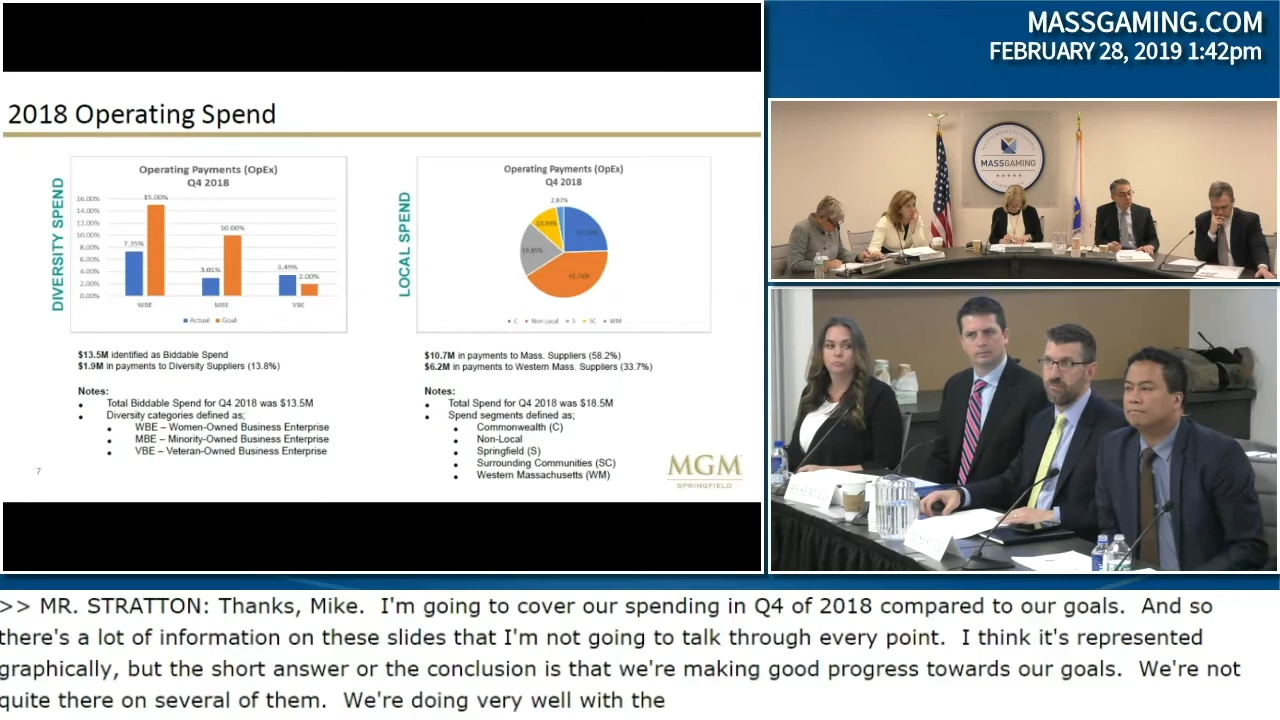 MASSGAMING.COM
FEBRUARY 28, 2019 1:42pm
2018 Operating Spend
DIVERSITY SPEND
Operating Payments (OpEx)
Q4 2018
16.00%
14.00%
12.00%
10.00%
8.00%
6.00%
4.00%
2.00%
0.00%
7.35%
15.00%
3.01%
10.00%
3.49%
2.00%
WBE
MBE
VBE
Actual
Goal
LOCAL SPEND
Operating Payments (OpEx)
Q4 2018
2.87%
10.99%
41.76%
C
Non Local
S
SC
WM
$13.5M identified as Biddable Spend
$1.9M in payments to Diversity Suppliers (13.8%)
Notes:
Total Biddable Spend for Q4 2018 was $13.5M
Diversity categories defined as;
WBE – Women-Owned Business Enterprise
MBE – Minority-Owned Business Enterprise
VBE – Veteran-Owned Business Enterprise
$10.7M in payments to Mass. Suppliers (58.2%)
$6.2M in payments to Western Mass. Suppliers (33.7%)
Notes:
Total Spend for Q4 2018 was $18.5M
Spend segments defined as;
Commonwealth (C)
Non-Local
Springfield (S)
Surrounding Communities (SC)
Western Massachusetts (WM)
7
MGM
SPRINGFIELD
MASSGAMING
RESERVED
>> MR. STRATTON: Thanks, Mike. I'm going to cover our spending in Q4 of 2018 compared to our goals. And so
there's a lot of information on these slides that I'm not going to talk through every point. I think it's represented
graphically, but the short answer or the conclusion is that we're making good progress towards our goals. We're not
quite there on several of them. We're doing very well with the